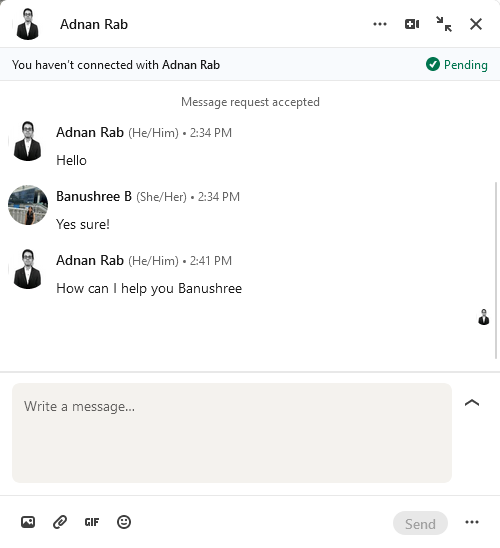 Adnan Rab
You haven't connected with Adnan Rab
Pending
Message request accepted
Adnan Rab (He/Him) • 2:34 PM
Hello
Banushree B (She/Her) • 2:34 PM
Yes sure!
Adnan Rab (He/Him) • 2:41 PM
How can I help you Banushree
Write a message...
GIF
Send